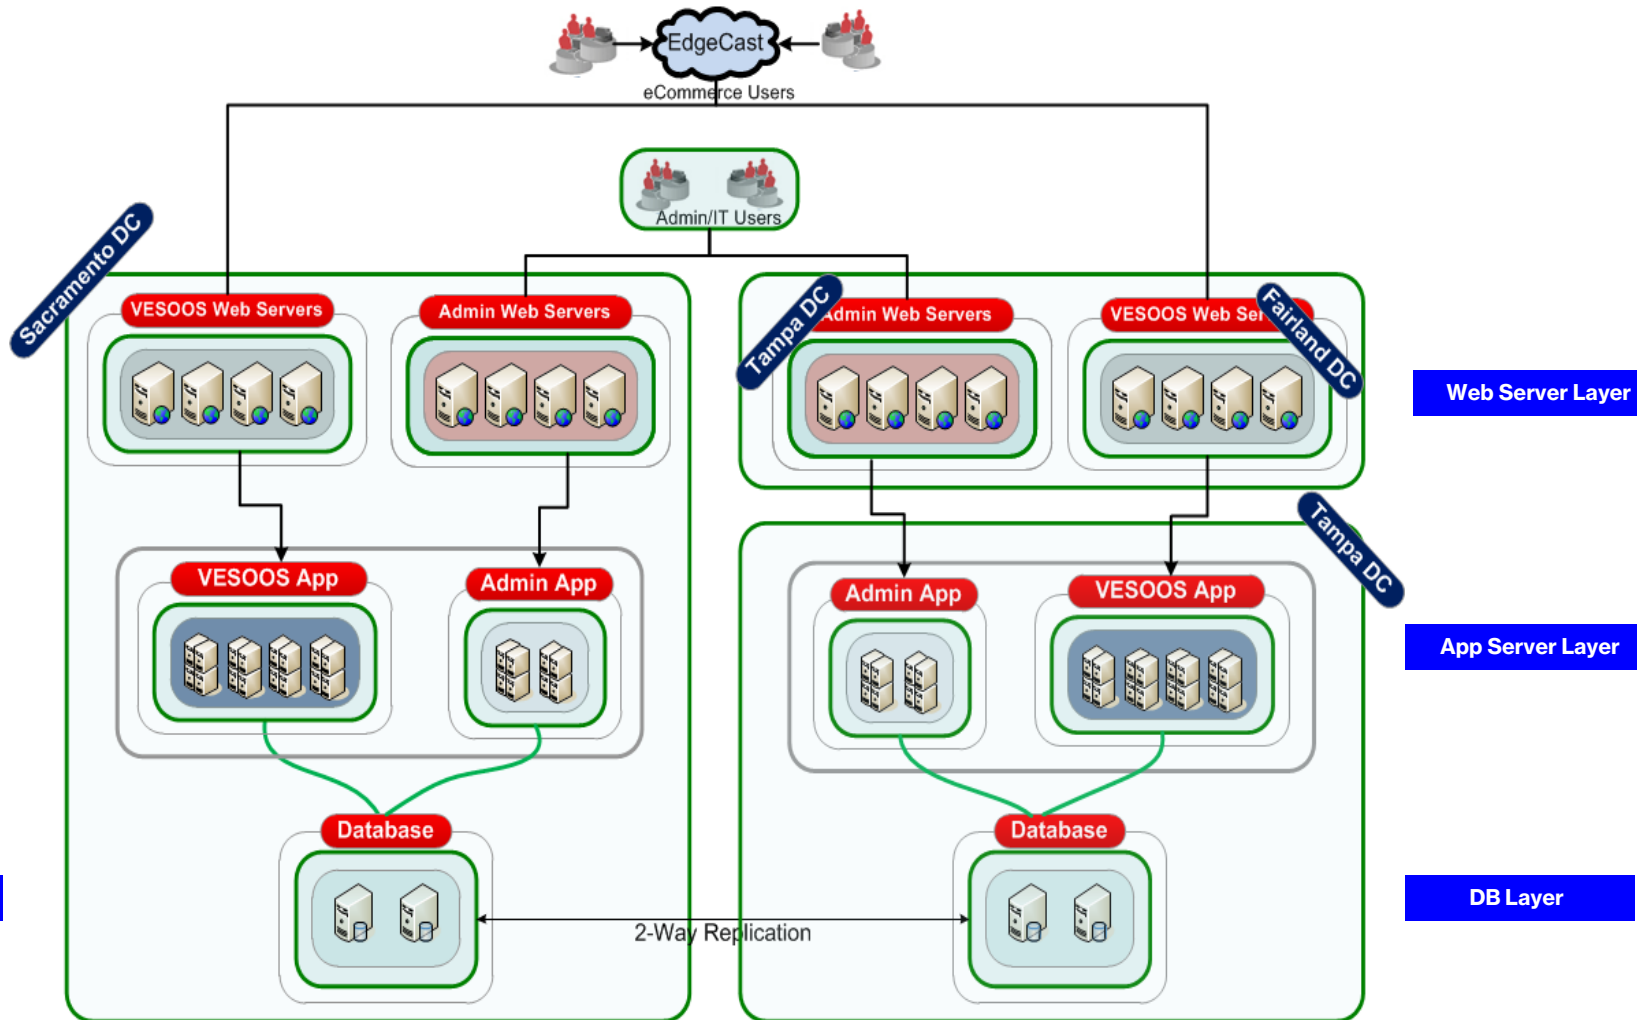 EdgeCast
eCommerce Users
Admin/IT Users
Sacramento DC
VESOOS Web Servers
Admin Web Servers
Tampa DC
Admin Web Servers
VESOOS Web Ser
Fairland DC
Web Server Layer
Tampa DC
VESOOS App
Admin App
Admin App
VESOOS App
App Server Layer
Database
Database
2-Way Replication
DB Layer